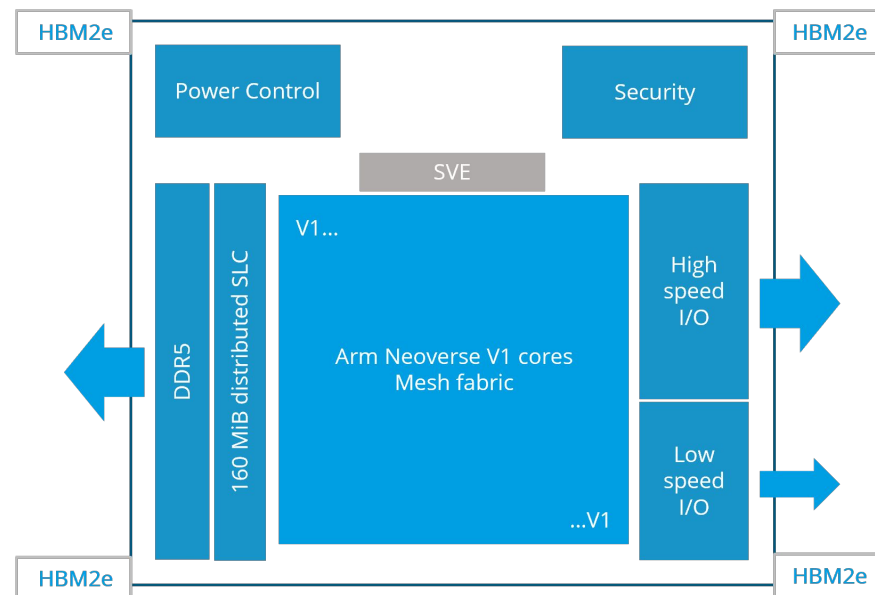 HBM2e
HBM2e
Power Control
Security
SVE
DDR5
160 MiB distributed SLC
V1...
Arm Neoverse V1 cores
Mesh fabric
...V1
High
speed
I/O
Low
speed
I/O
HBM2e
HBM2e